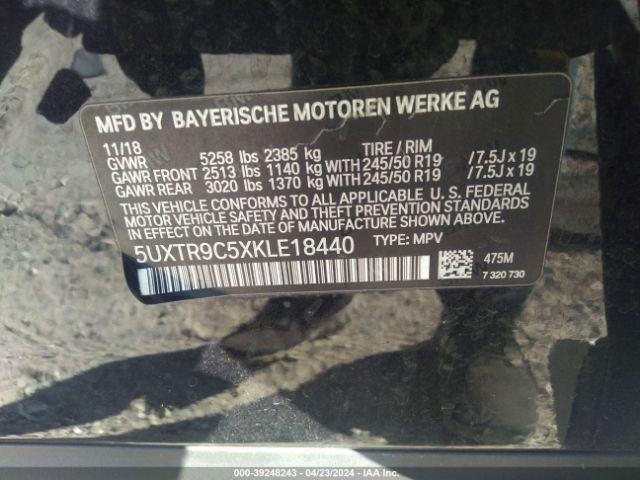 MFD BY BAYERISCHE MOTOREN WERKE AG
11/18 TIRE / RIM
GVWR 5258 lbs 2385 kg
GAWR FRONT 2513 lbs 1140 kg WITH 245/50 R19 /7.5J x 19
GAWR REAR 3020 lbs 1370 kg WITH 245/50 R19 /7.5J x 19
THIS VEHICLE CONFORMS TO ALL APPLICABLE U. S. FEDERAL
MOTOR VEHICLE SAFETY AND THEFT PREVENTION STANDARDS
IN EFFECT ON THE DATE OF MANUFACTURE SHOWN ABOVE.
5UXTR9C5XKLE18440 TYPE: MPV
475M
7 320 730
000-39248243 - 04/23/2024 - IAA Inc.